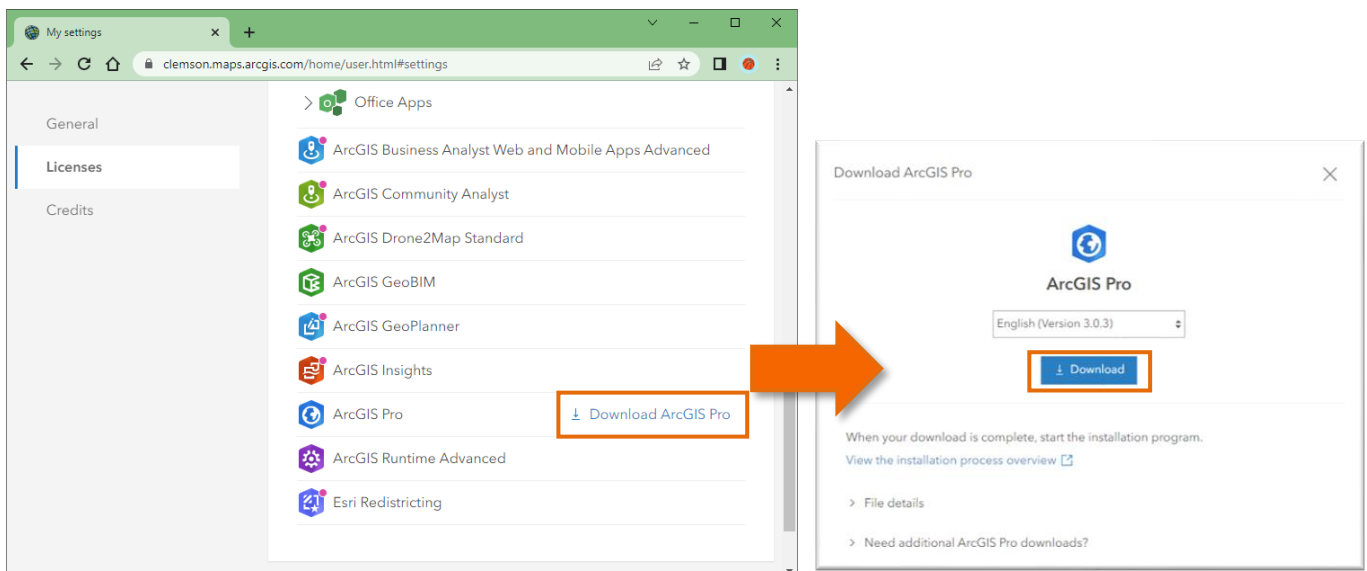 My settings
clemson.maps.arcgis.com/home/user.html#settings
General
Licenses
Credits
Office Apps
ArcGIS Business Analyst Web and Mobile Apps Advanced
ArcGIS Community Analyst
ArcGIS Drone2Map Standard
ArcGIS GeoBIM
ArcGIS GeoPlanner
ArcGIS Insights
ArcGIS Pro Download ArcGIS Pro
ArcGIS Runtime Advanced
Esri Redistricting
Download ArcGIS Pro
ArcGIS Pro
English (Version 3.0.3)
Download
When your download is complete, start the installation program.
View the installation process overview
File details
Need additional ArcGIS Pro downloads?